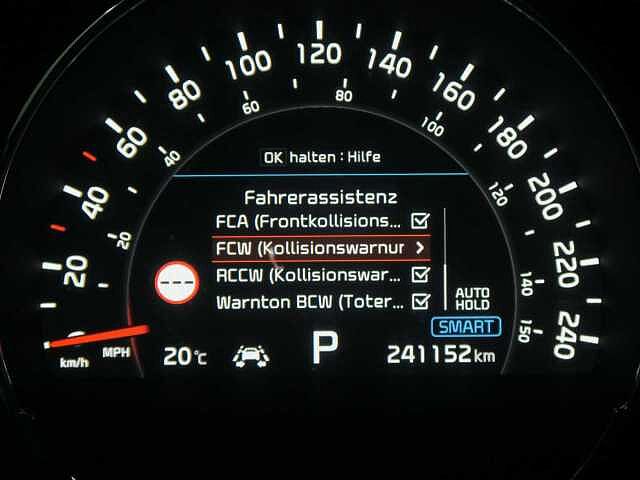 120
100
140
80
160
60
180
40
200
20
220
240
km/h
MPH
20
40
60
80
100
120
140
150
OK halten : Hilfe
Fahrerassistenz
FCA (Frontkollisions...
FCW (Kollisionswarnur
RCCW (Kollisionswar...
Warnton BCW (Toter...
---
AUTO
HOLD
SMART
20°C
P
241152 km